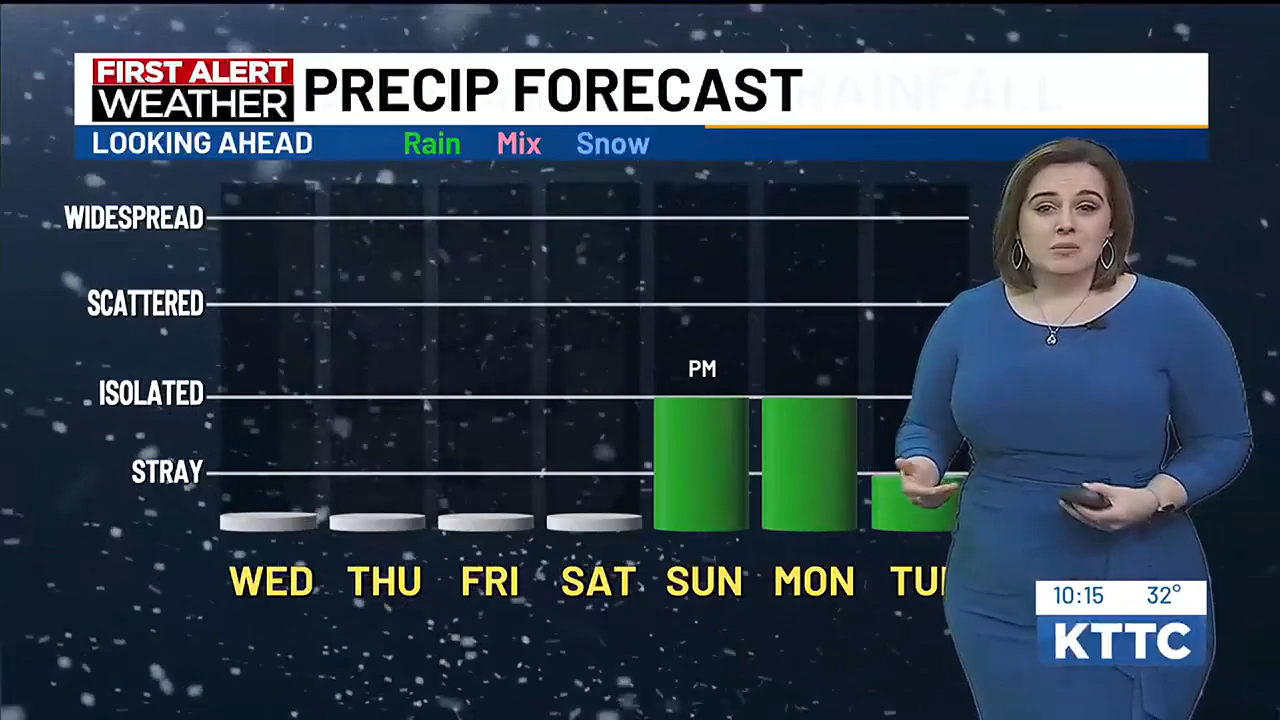 FIRST ALERT
WEATHER
PRECIP FORECAST
LOOKING AHEAD Rain Mix Snow
WIDESPREAD
SCATTERED
ISOLATED
PM
STRAY
WED THU FRI SAT SUN MON TU
10:15 32°
KTTC